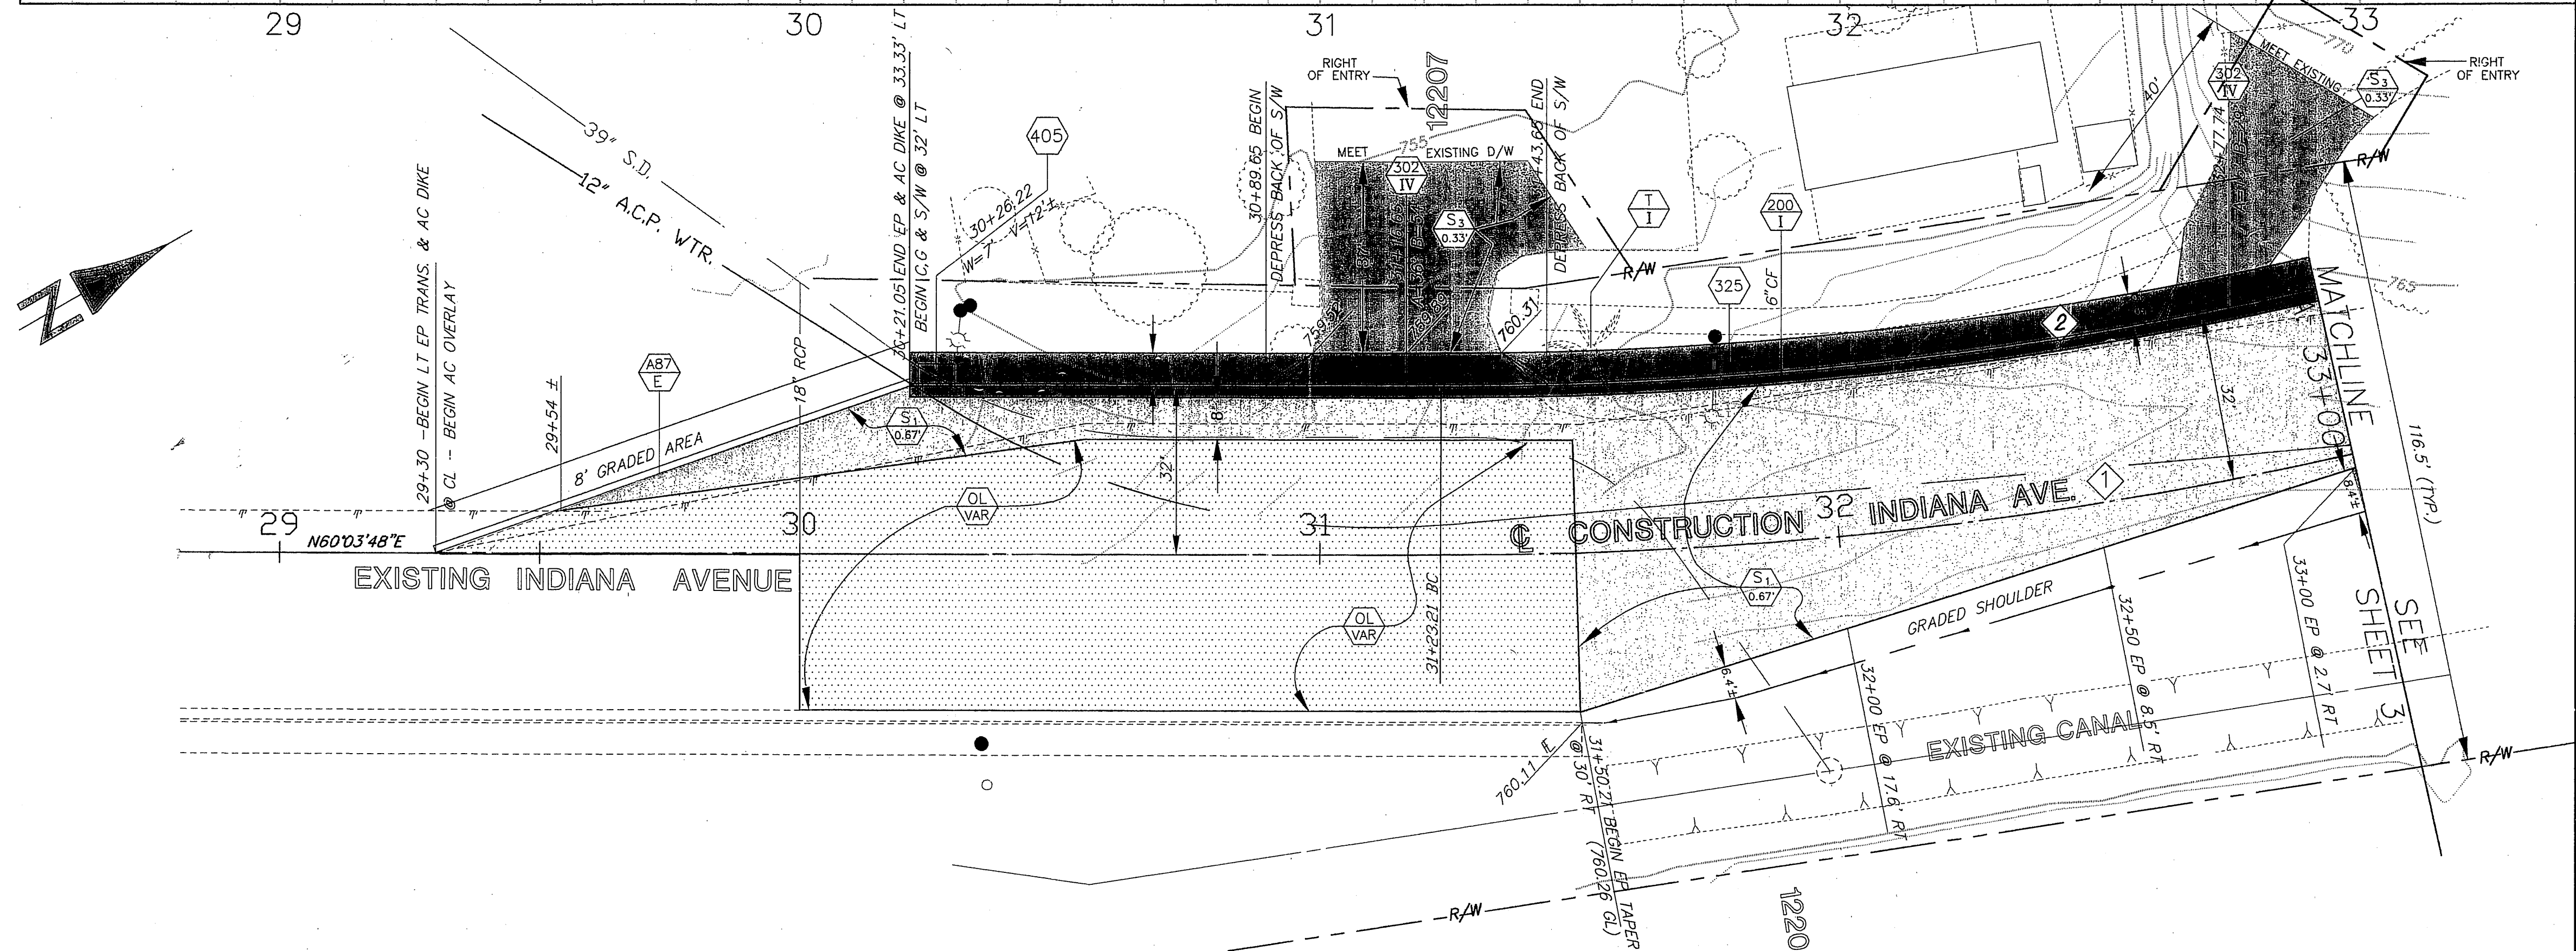 29
30
31
32
33
39" S.D.
12" A.C.P. WTR.
29+30 -BEGIN LT EP TRANS. & AC DIKE
@ CL -- BEGIN AC OVERLAY
29+54 ±
A87
E
8' GRADED AREA
18" RCP
30+21.05 END EP & AC DIKE @ 33.33' LT
BEGIN C,G & S/W @ 32' LT
405
30+26.22
W=7'
V=12'±
S1
0.67'
30+89.65 BEGIN
DEPRESS BACK OF S/W
RIGHT
OF ENTRY
12207
755
MEET
EXISTING D/W
302
IV
S3
0.33'
760.31
END
DEPRESS BACK OF S/W
R/W
T
I
200
I
325
6"CF
2
40'
302
IV
MEET EXISTING
770
S3
0.33'
RIGHT
OF ENTRY
R/W
765
MATCHLINE
33+00
SEE
SHEET 3
116.5' (TYP.)
N
29
N60°03'48"E
30
31
32
EXISTING INDIANA AVENUE
OL
VAR
32'
8'
OL
VAR
31+23.21 BC
CL CONSTRUCTION
INDIANA AVE.
1
32'
8.4'±
S1
0.67'
GRADED SHOULDER
6.4'±
32+00 EP @ 17.6' RT
32+50 EP @ 8.5' RT
33+00 EP @ 2.7' RT
EXISTING CANAL
760.11
31+50.21 BEGIN EP TAPER
@ 30' RT (760.26 CL)
R/W
R/W
1220